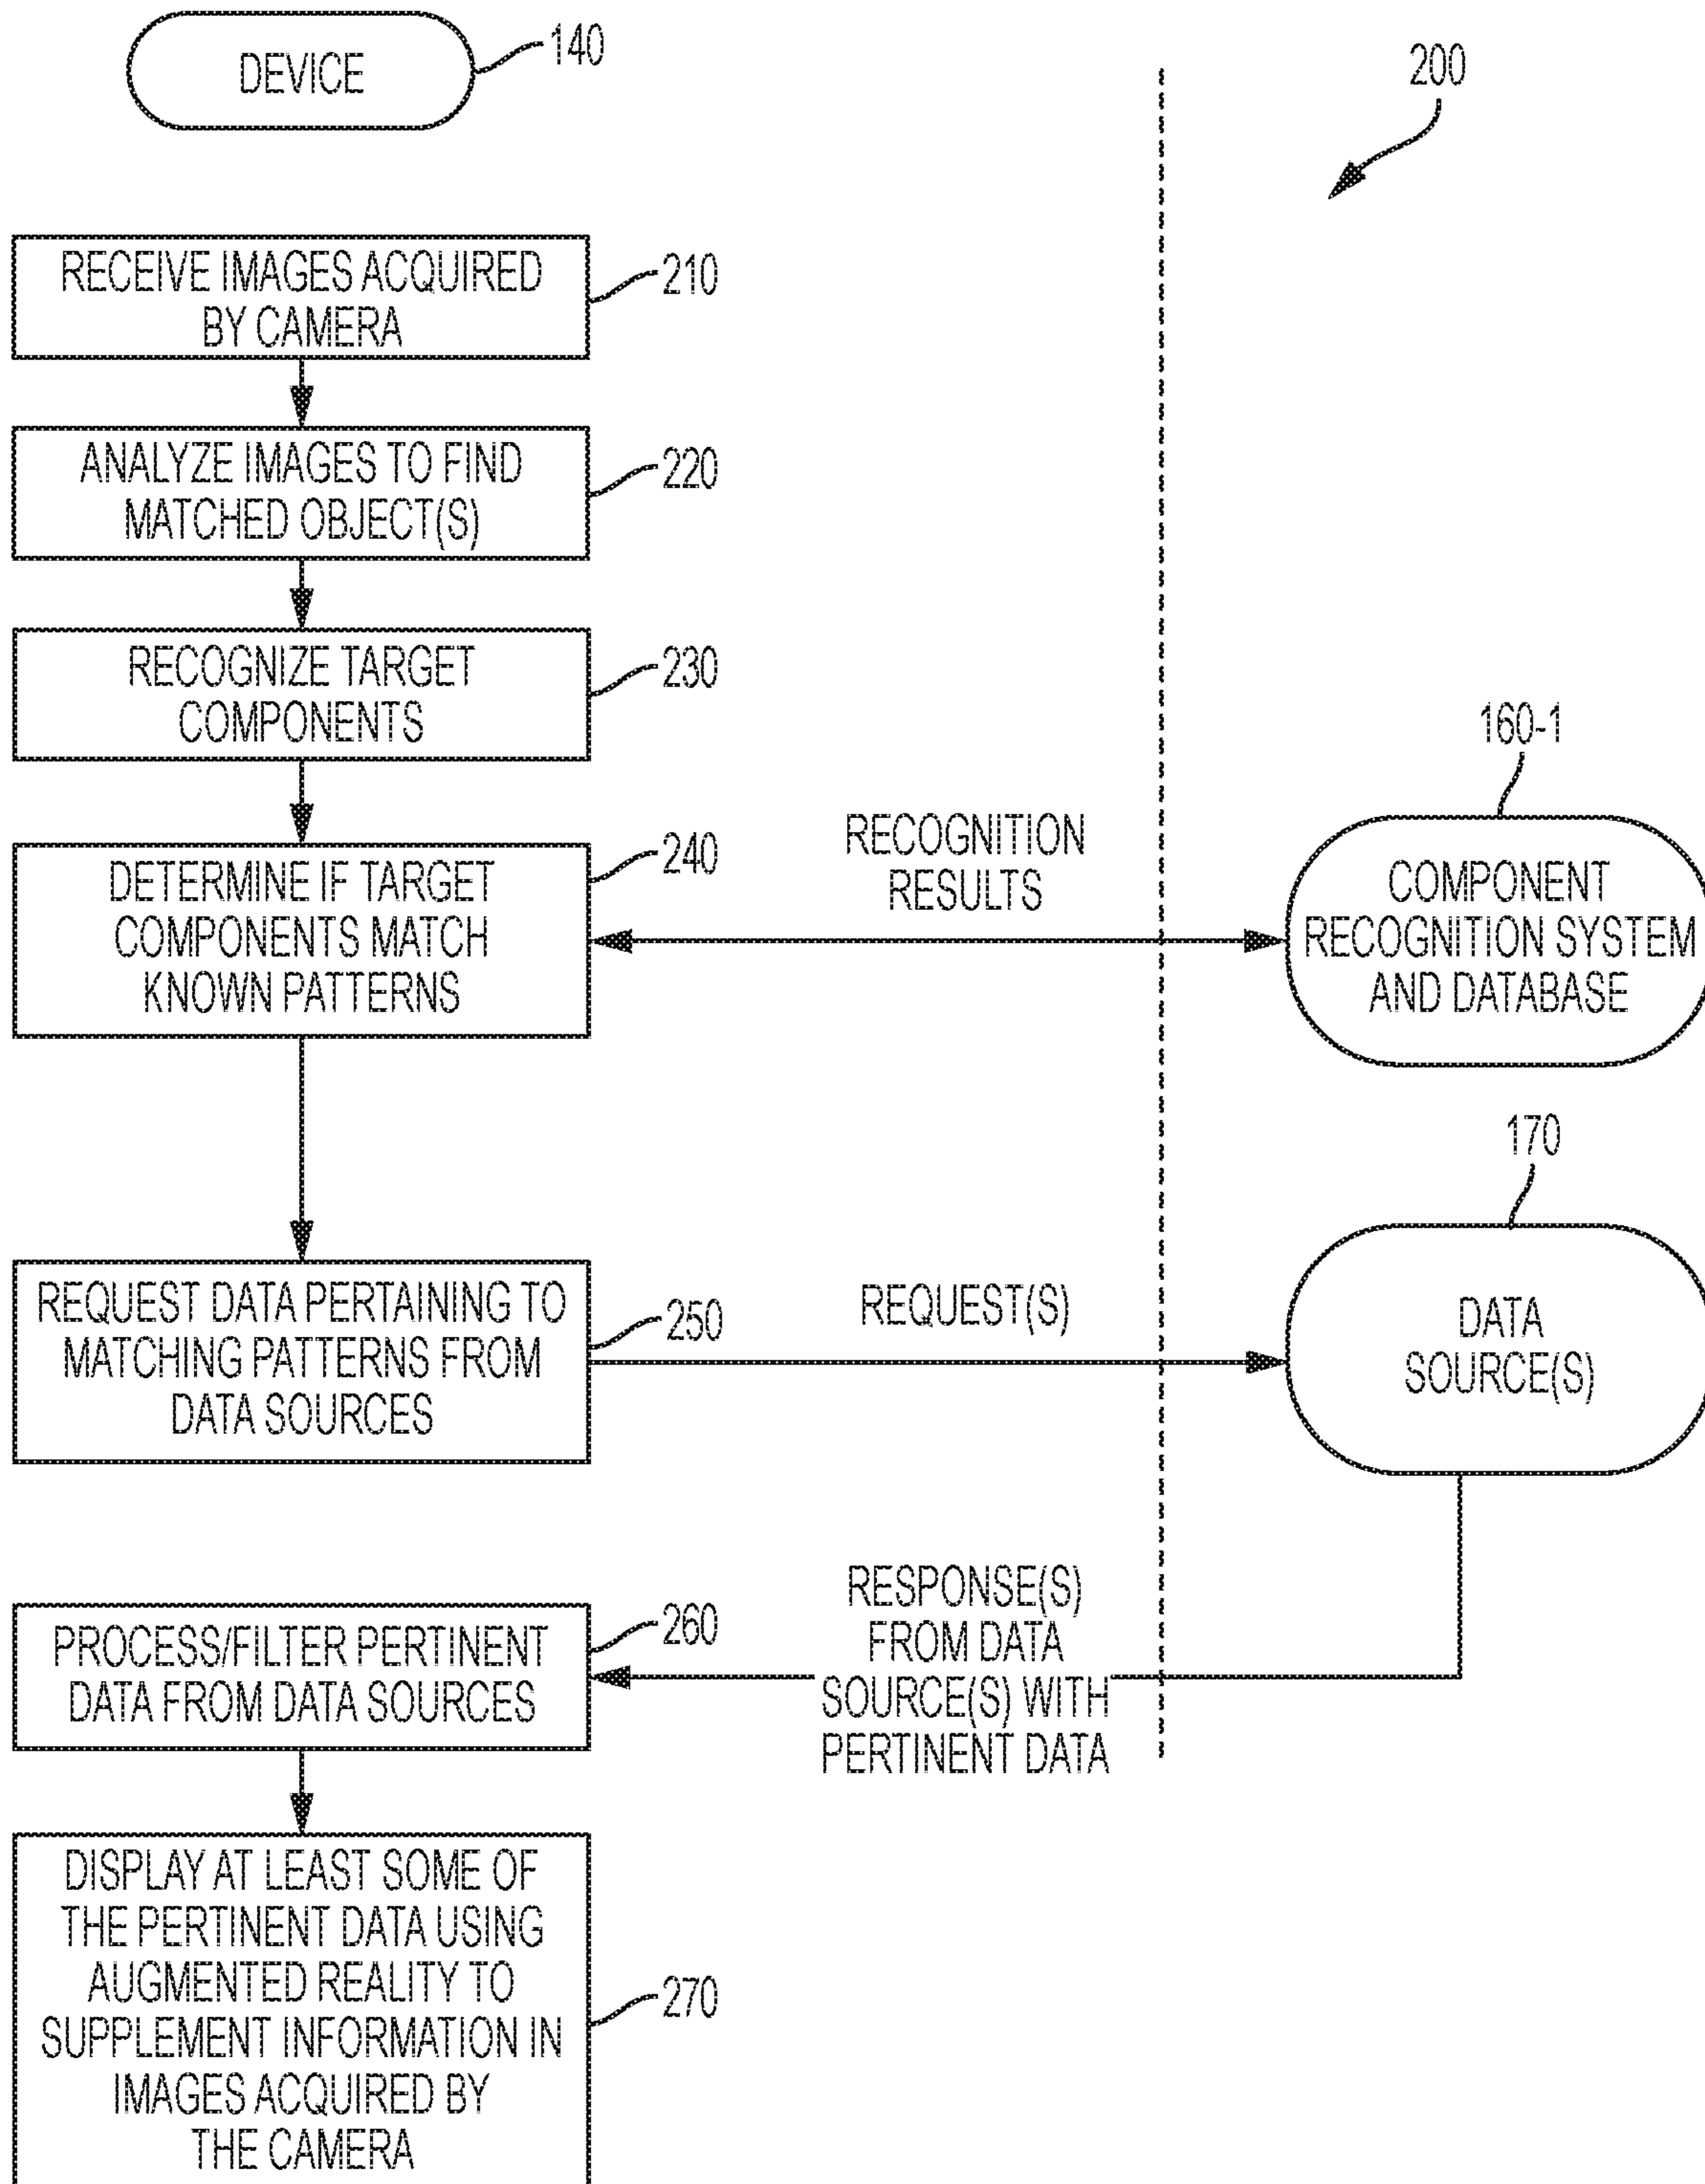 DEVICE
140
200
RECEIVE IMAGES ACQUIRED
BY CAMERA
210
ANALYZE IMAGES TO FIND
MATCHED OBJECT(S)
220
RECOGNIZE TARGET
COMPONENTS
230
DETERMINE IF TARGET
COMPONENTS MATCH
KNOWN PATTERNS
240
RECOGNITION
RESULTS
160-1
COMPONENT
RECOGNITION SYSTEM
AND DATABASE
REQUEST DATA PERTAINING TO
MATCHING PATTERNS FROM
DATA SOURCES
250
REQUEST(S)
170
DATA
SOURCE(S)
PROCESS/FILTER PERTINENT
DATA FROM DATA SOURCES
260
RESPONSE(S)
FROM DATA
SOURCE(S) WITH
PERTINENT DATA
DISPLAY AT LEAST SOME OF
THE PERTINENT DATA USING
AUGMENTED REALITY TO
SUPPLEMENT INFORMATION IN
IMAGES ACQUIRED BY
THE CAMERA
270